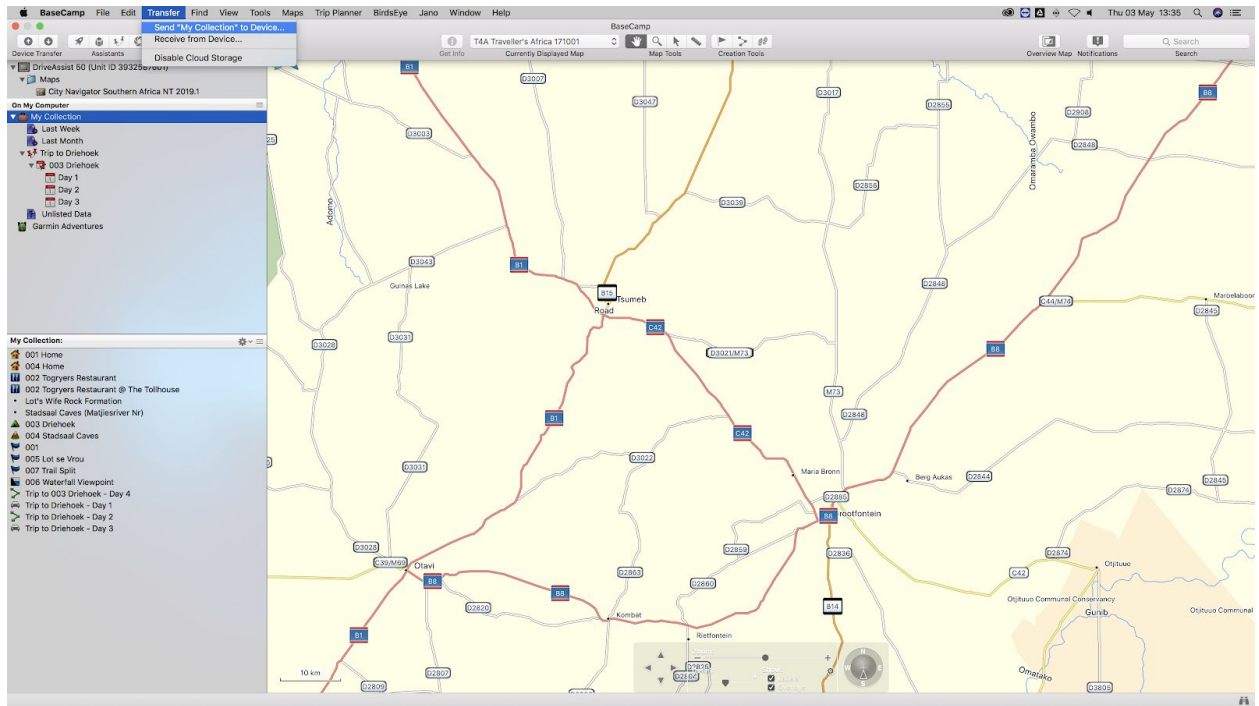 BaseCamp File Edit Transfer Find View Tools Maps Trip Planner BirdsEye Jano Window Help Thu 03 May 13:35
BaseCamp
Send "My Collection" to Device...
Receive from Device...
Disable Cloud Storage
T4A Traveller's Africa 171001
Search
Device Transfer Assistants Get Info Currently Displayed Map Map Tools Creation Tools Overview Map Notifications Search
DriveAssist 50 (Unit ID 3932587601)
Maps
City Navigator Southern Africa NT 2019.1
On My Computer
My Collection
Last Week
Last Month
Trip to Driehoek
003 Driehoek
Day 1
Day 2
Day 3
Unlisted Data
Garmin Adventures
My Collection:
001 Home
004 Home
002 Togryers Restaurant
002 Togryers Restaurant @ The Tollhouse
Lot's Wife Rock Formation
Stadsaal Caves (Matjiesriver Nr)
003 Driehoek
004 Stadsaal Caves
001
005 Lot se Vrou
007 Trail Split
006 Waterfall Viewpoint
Trip to 003 Driehoek - Day 4
Trip to Driehoek - Day 1
Trip to Driehoek - Day 2
Trip to Driehoek - Day 3
B1
D3007
D3047
D3017
D2855
B8
D2908
D3003
D2848
Omaramba Owambo
D2856
D3039
Adomo
D3043
B1
Guinas Lake
D2848
B15
Tsumeb
Road
C44/M74
Maroelaboom
D2845
C42
D3028
D3031
D3021/M73
B8
M73
D2848
B1
C42
D3022
D3031
Maria Bronn
Berg Aukas
D2844
D2845
D2874
D2885
B8
rootfontein
D3028
C39/M69
Otavi
D2859
D2836
D2874
Otjituuo
B8
D2863
D2860
C42
B8
D2820
B14
Otjituuo Communal Conservancy
Gunib
Otjituuo Communal
Kombat
B1
Rietfontein
10 km
D2807
D2809
Omatako
D3805
N
W
E
S